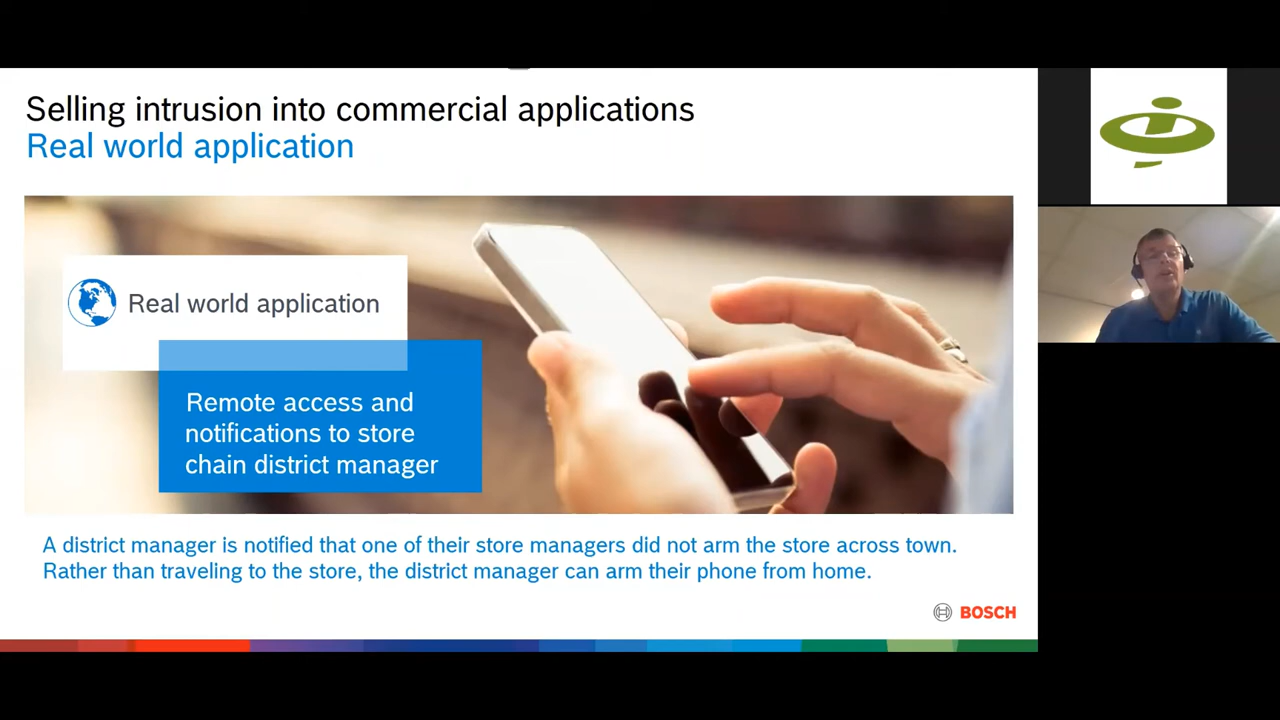 Selling intrusion into commercial applications
Real world application
Real world application
Remote access and
notifications to store
chain district manager
A district manager is notified that one of their store managers did not arm the store across town.
Rather than traveling to the store, the district manager can arm their phone from home.
BOSCH